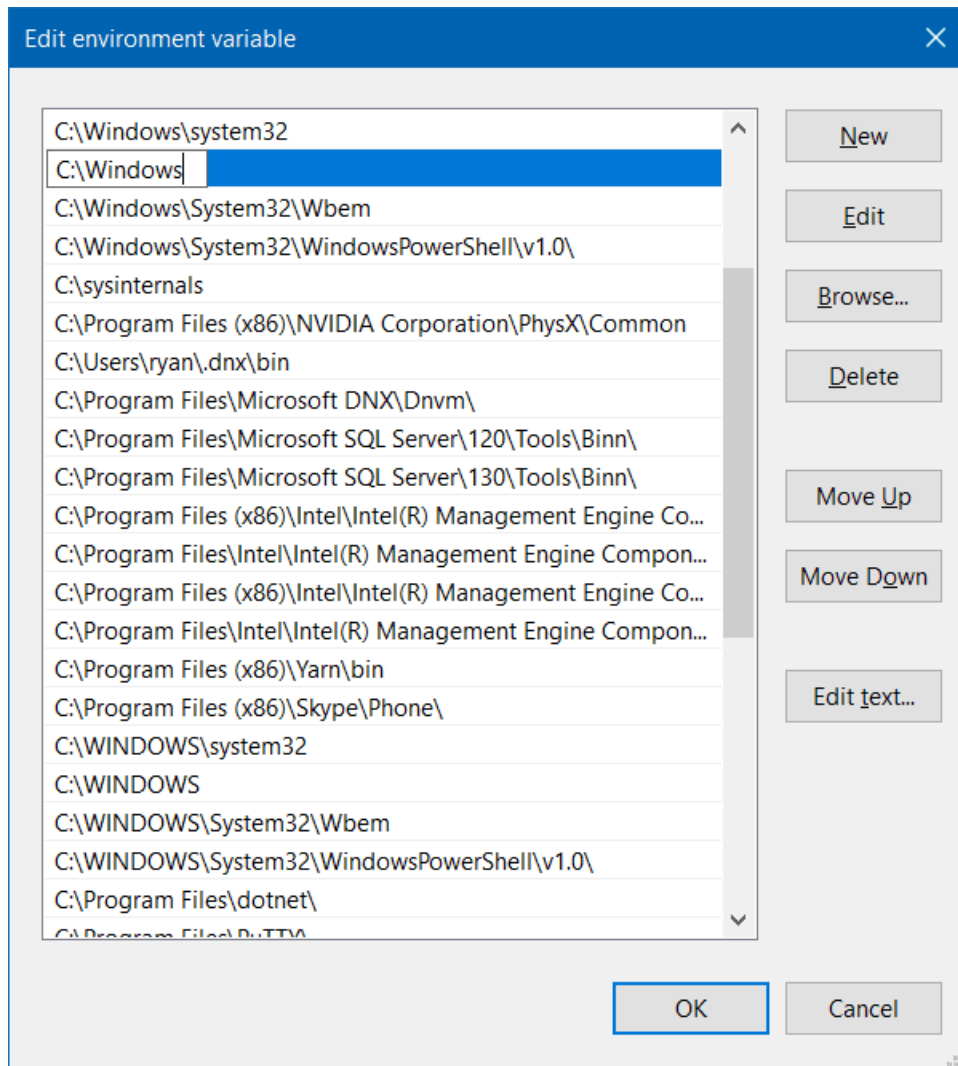 Edit environment variable
C:\Windows\system32
New
C:\Windows
C:\Windows\System32\Wbem
Edit
C:\Windows\System32\WindowsPowerShell\v1.0\
C:\sysinternals
Browse...
C:\Program Files (x86)\NVIDIA Corporation\PhysX\Common
C:\Users\ryan\.dnx\bin
Delete
C:\Program Files\Microsoft DNX\Dnvm\
C:\Program Files\Microsoft SQL Server\120\Tools\Binn\
C:\Program Files\Microsoft SQL Server\130\Tools\Binn\
Move Up
C:\Program Files (x86)\Intel\Intel(R) Management Engine Co...
C:\Program Files\Intel\Intel(R) Management Engine Compon...
Move Down
C:\Program Files (x86)\Intel\Intel(R) Management Engine Co...
C:\Program Files\Intel\Intel(R) Management Engine Compon...
C:\Program Files (x86)\Yarn\bin
Edit text...
C:\Program Files (x86)\Skype\Phone\
C:\WINDOWS\system32
C:\WINDOWS
C:\WINDOWS\System32\Wbem
C:\WINDOWS\System32\WindowsPowerShell\v1.0\
C:\Program Files\dotnet\
C:\Program Files\PuTTY\
OK
Cancel